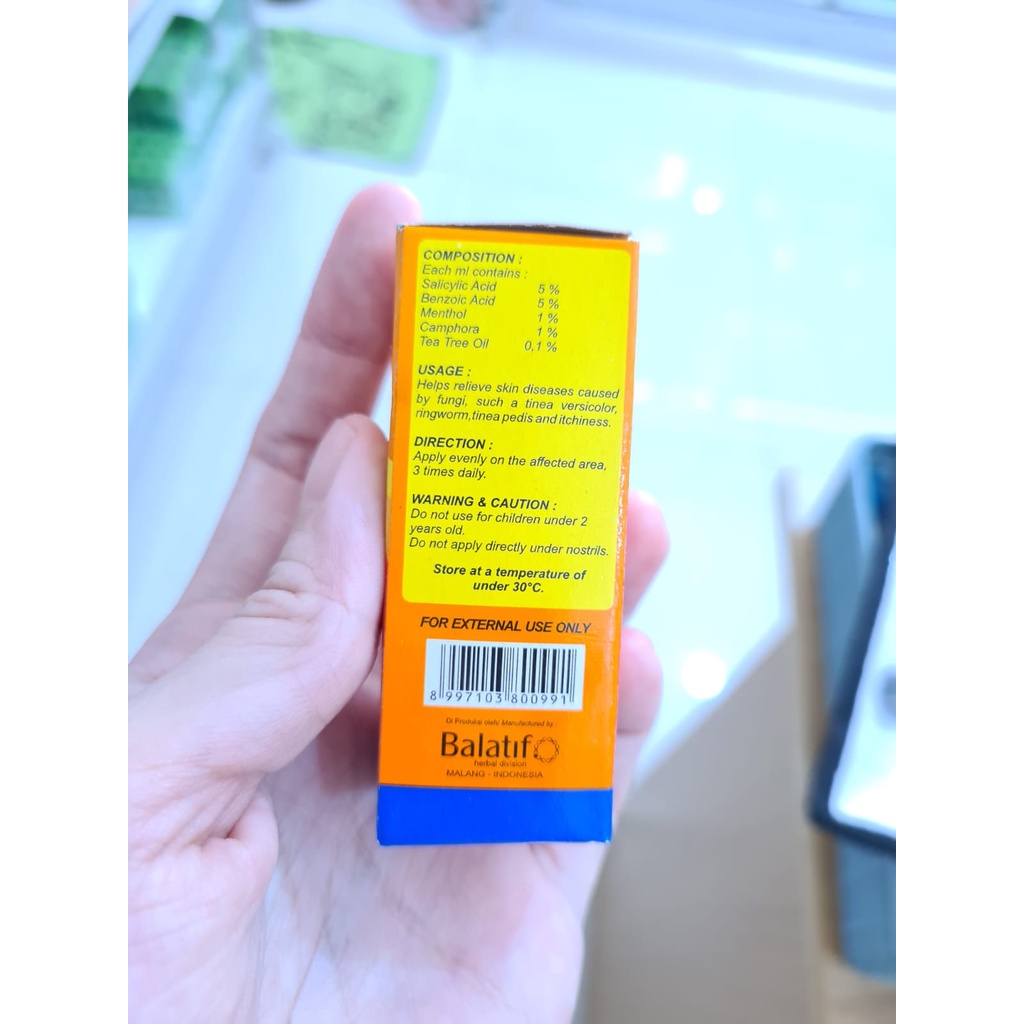 COMPOSITION :
Each ml contains :
Salicylic Acid 5 %
Benzoic Acid 5 %
Menthol 1 %
Camphora 1 %
Tea Tree Oil 0,1 %
USAGE :
Helps relieve skin diseases caused
by fungi, such a tinea versicolor,
ringworm,tinea pedis and itchiness.
DIRECTION :
Apply evenly on the affected area,
3 times daily.
WARNING & CAUTION :
Do not use for children under 2
years old.
Do not apply directly under nostrils.
Store at a temperature of
under 30°C.
FOR EXTERNAL USE ONLY
8 997103 800991
Di Produksi oleh/ Manufactured by :
Balatif
herbal division
MALANG - INDONESIA